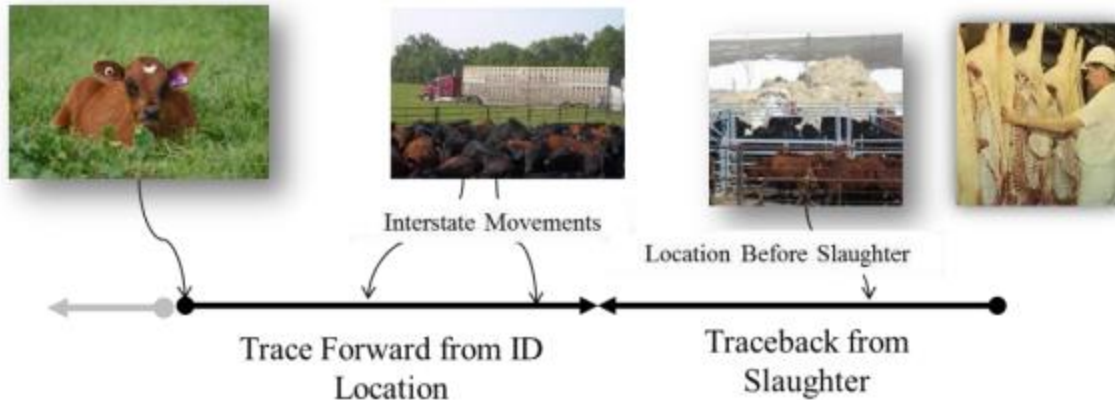 Interstate Movements
Location Before Slaughter
Trace Forward from ID
Location
Traceback from
Slaughter